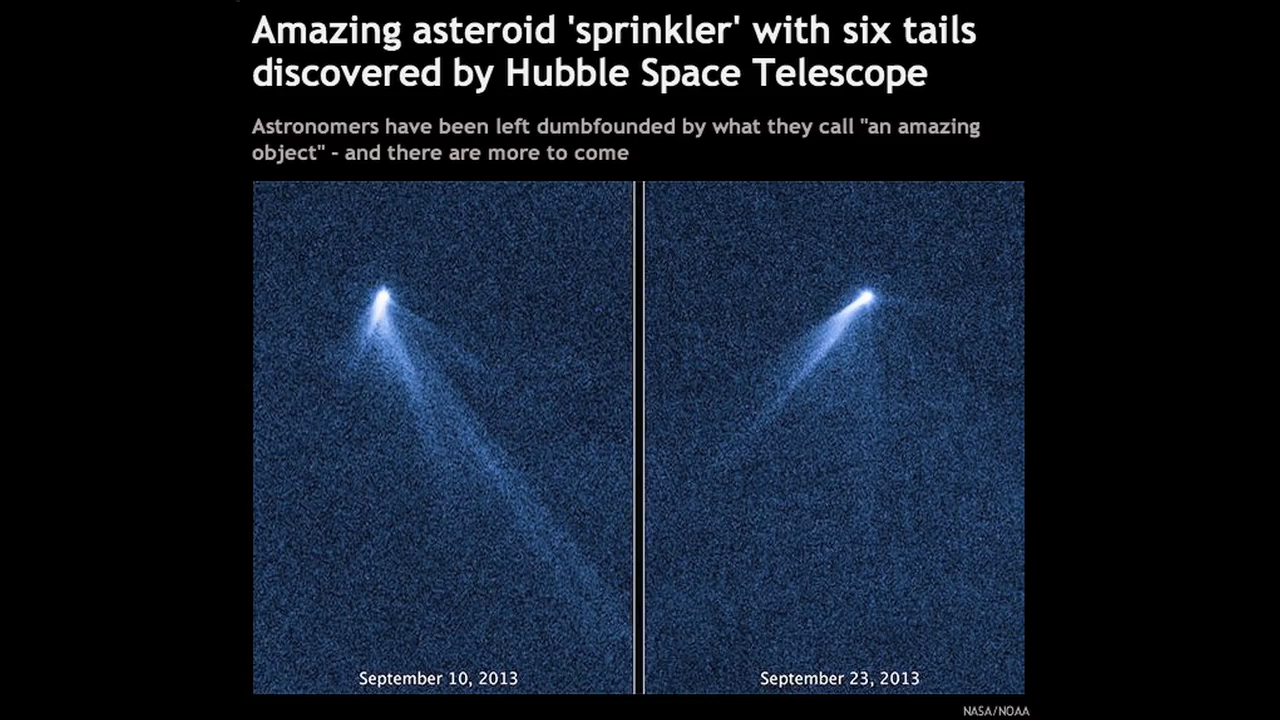 Amazing asteroid 'sprinkler' with six tails
discovered by Hubble Space Telescope
Astronomers have been left dumbfounded by what they call "an amazing
object" - and there are more to come
September 10, 2013
September 23, 2013
NASA/NOAA